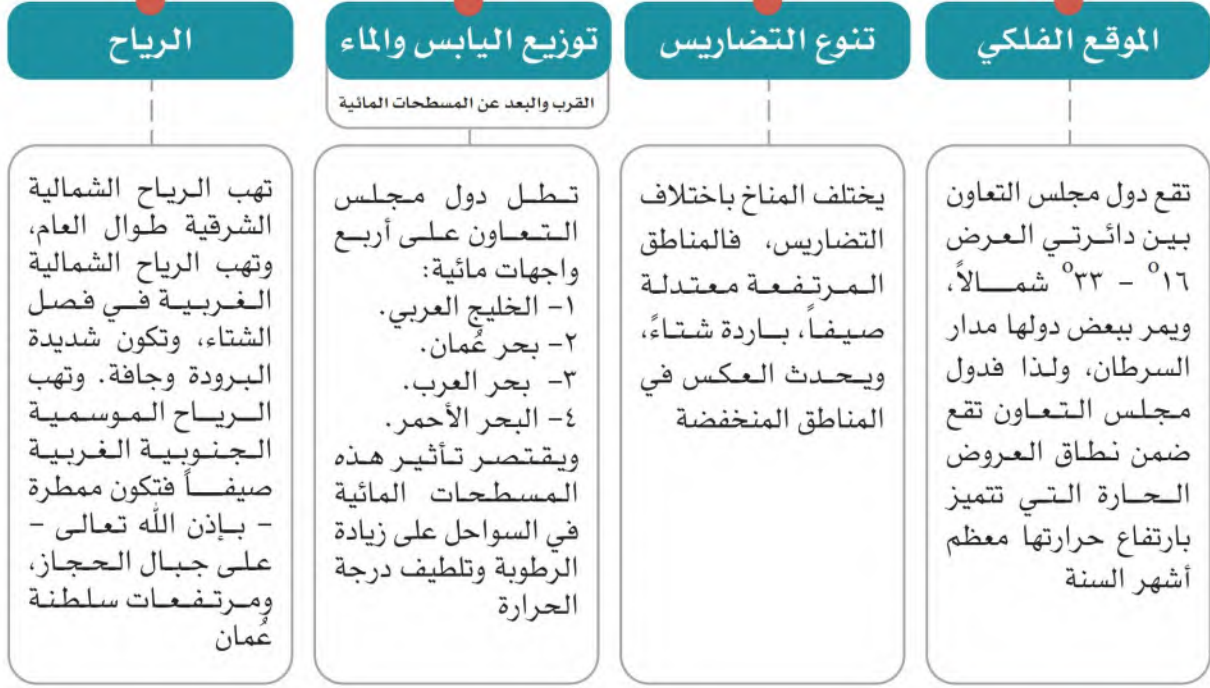 الموقع الفلكي
تقع دول مجلس التعاون
بين دائرتي العرض
١٦° - ٣٣° شمالاً،
ويمر ببعض دولها مدار
السرطان، ولذا فدول
مجلس التعاون تقع
ضمن نطاق العروض
الحارة التي تتميز
بارتفاع حرارتها معظم
أشهر السنة
تنوع التضاريس
يختلف المناخ باختلاف
التضاريس، فالمناطق
المرتفعة معتدلة
صيفاً، باردة شتاءً،
ويحدث العكس في
المناطق المنخفضة
توزيع اليابس والماء
القرب والبعد عن المسطحات المائية
تطل دول مجلس
التعاون على أربع
واجهات مائية:
١- الخليج العربي.
٢- بحر عُمان.
٣- بحر العرب.
٤- البحر الأحمر.
ويقتصر تأثير هذه
المسطحات المائية
في السواحل على زيادة
الرطوبة وتلطيف درجة
الحرارة
الرياح
تهب الرياح الشمالية
الشرقية طوال العام،
وتهب الرياح الشمالية
الغربية في فصل
الشتاء، وتكون شديدة
البرودة وجافة. وتهب
الرياح الموسمية
الجنوبية الغربية
صيفاً فتكون ممطرة
- بإذن الله تعالى -
على جبال الحجاز،
ومرتفعات سلطنة
عُمان